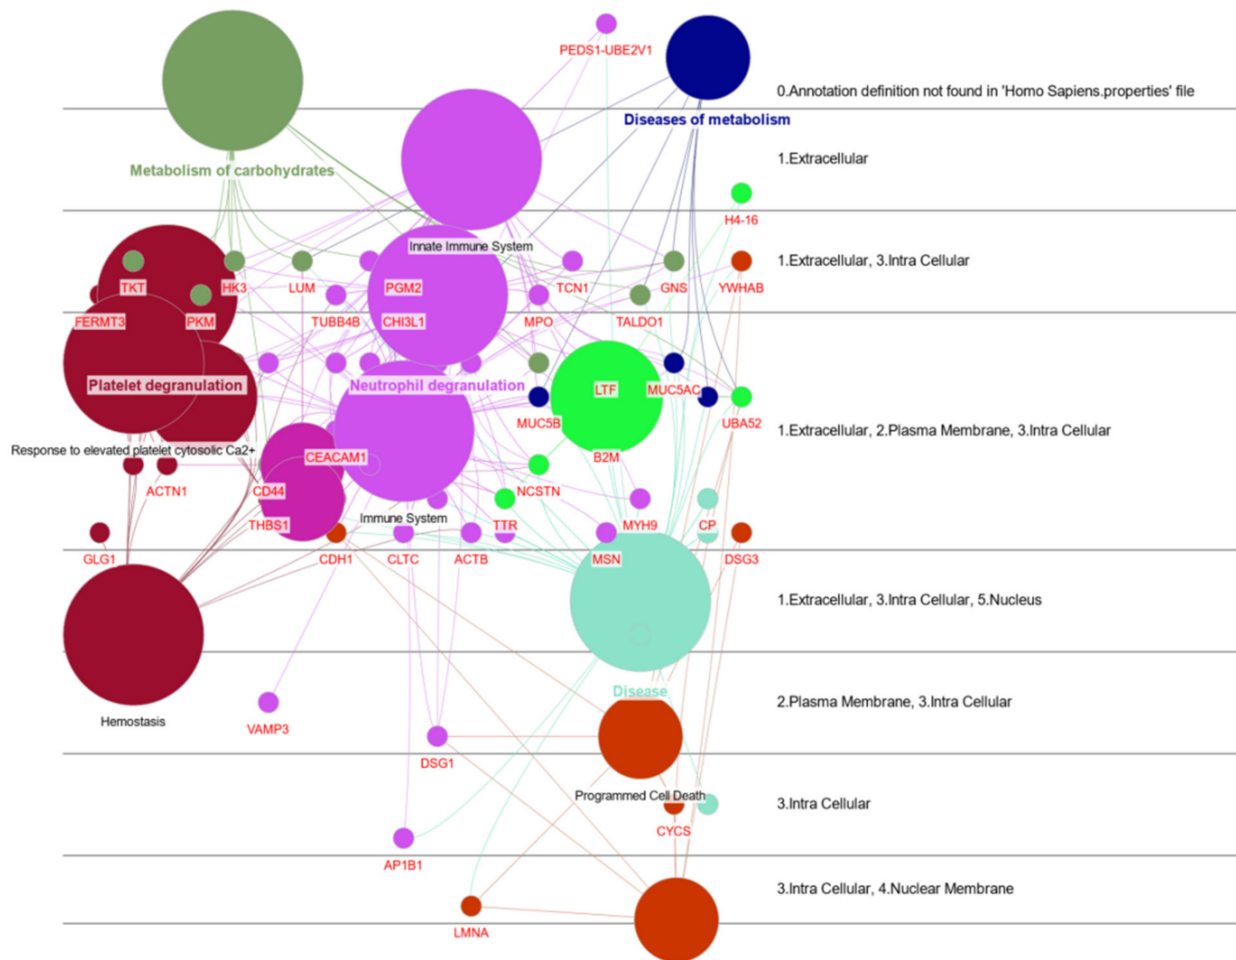 PEDS1-UBE2V1
0.Annotation definition not found in 'Homo Sapiens.properties' file
Diseases of metabolism
1.Extracellular
Metabolism of carbohydrates
H4-16
Innate Immune System
1.Extracellular, 3.Intra Cellular
TKT
HK3
LUM
PGM2
TCN1
GNS
YWHAB
FERMT3
PKM
TUBB4B
CHI3L1
MPO
TALDO1
Platelet degranulation
Neutrophil degranulation
LTF
MUC5AC
MUC5B
UBA52
1.Extracellular, 2.Plasma Membrane, 3.Intra Cellular
Response to elevated platelet cytosolic Ca2+
CEACAM1
B2M
ACTN1
CD44
NCSTN
THBS1
Immune System
TTR
MYH9
CP
GLG1
CDH1
CLTC
ACTB
MSN
DSG3
1.Extracellular, 3.Intra Cellular, 5.Nucleus
Disease
2.Plasma Membrane, 3.Intra Cellular
Hemostasis
VAMP3
DSG1
Programmed Cell Death
3.Intra Cellular
CYCS
AP1B1
3.Intra Cellular, 4.Nuclear Membrane
LMNA